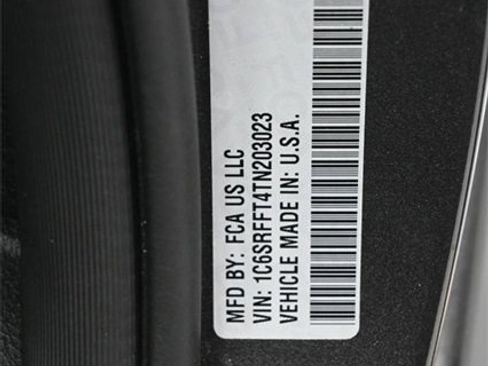 MFD BY: FCA US LLC
VIN: 1C6SRFFT4TN203023
VEHICLE MADE IN: U.S.A.